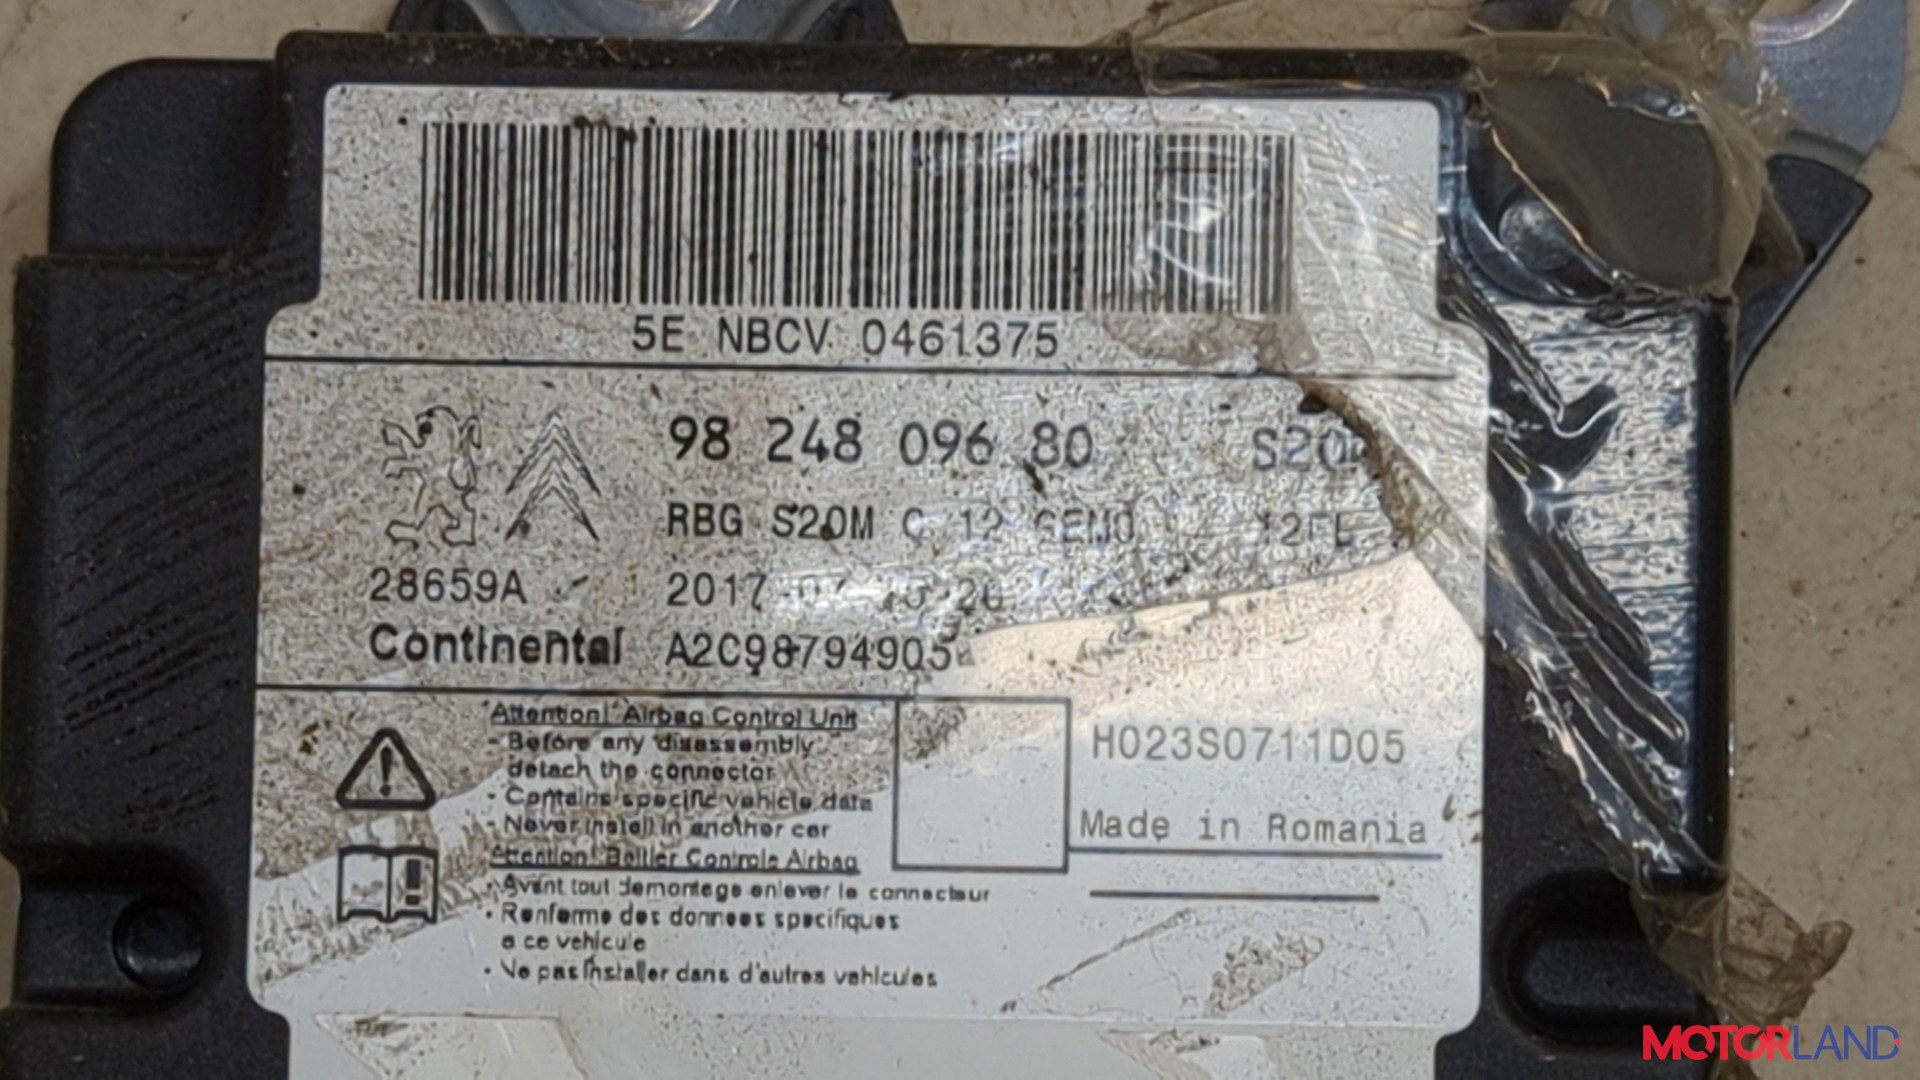 5E NBCV 0461375
98 248 096 80
RBG S20M C 12
28659A 2017
Continental A2C98794905
Attention! Airbag Control Unit
- Before any disassembly
detach the connector
- Contains specific vehicle data
- Never install in another car
Attention! Boitier Controle Airbag
- Avant tout demontage enlever le connecteur
- Renferme des donnees specifiques
a ce vehicule
- Ne pas installer dans d'autres vehicules
H023S0711D05
Made in Romania
MOTORLAND